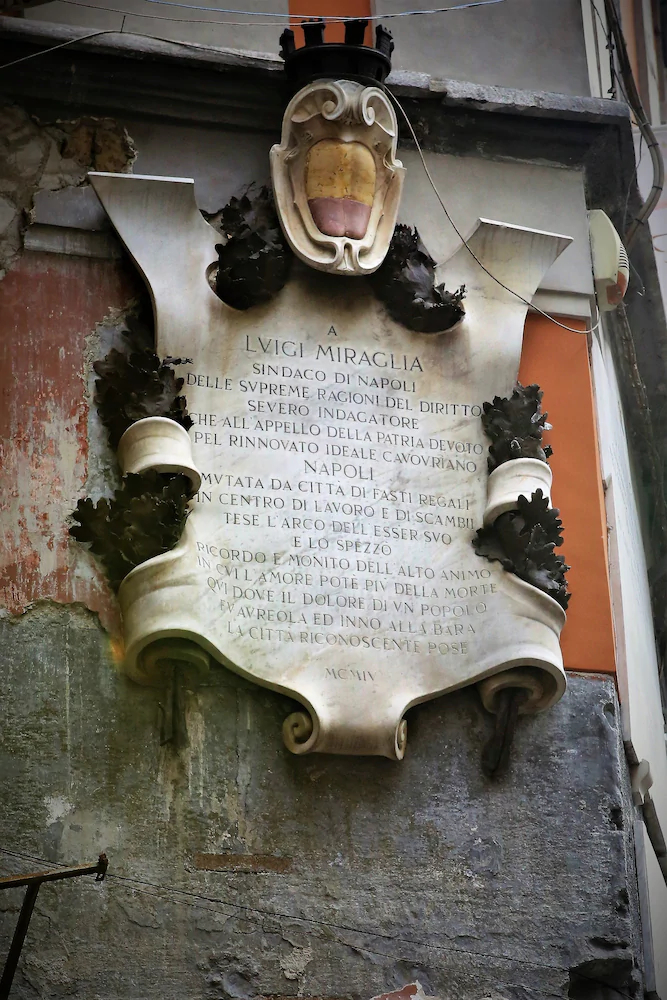 A
LVIGI MIRAGLIA
SINDACO DI NAPOLI
DELLE SVPREME RAGIONI DEL DIRITTO
SEVERO INDAGATORE
CHE ALL'APPELLO DELLA PATRIA DEVOTO
PEL RINNOVATO IDEALE CAVOVRIANO
NAPOLI
MVTATA DA CITTÀ DI FASTI REGALI
IN CENTRO DI LAVORO E DI SCAMBII
TESE L'ARCO DELL'ESSER SVO
E LO SPEZZÒ
RICORDO E MONITO DELL'ALTO ANIMO
IN CVI L'AMORE POTÈ PIV DELLA MORTE
QVI DOVE IL DOLORE DI VN POPOLO
FV AVREOLA ED INNO ALLA BARA
LA CITTÀ RICONOSCENTE POSE
MCMIV